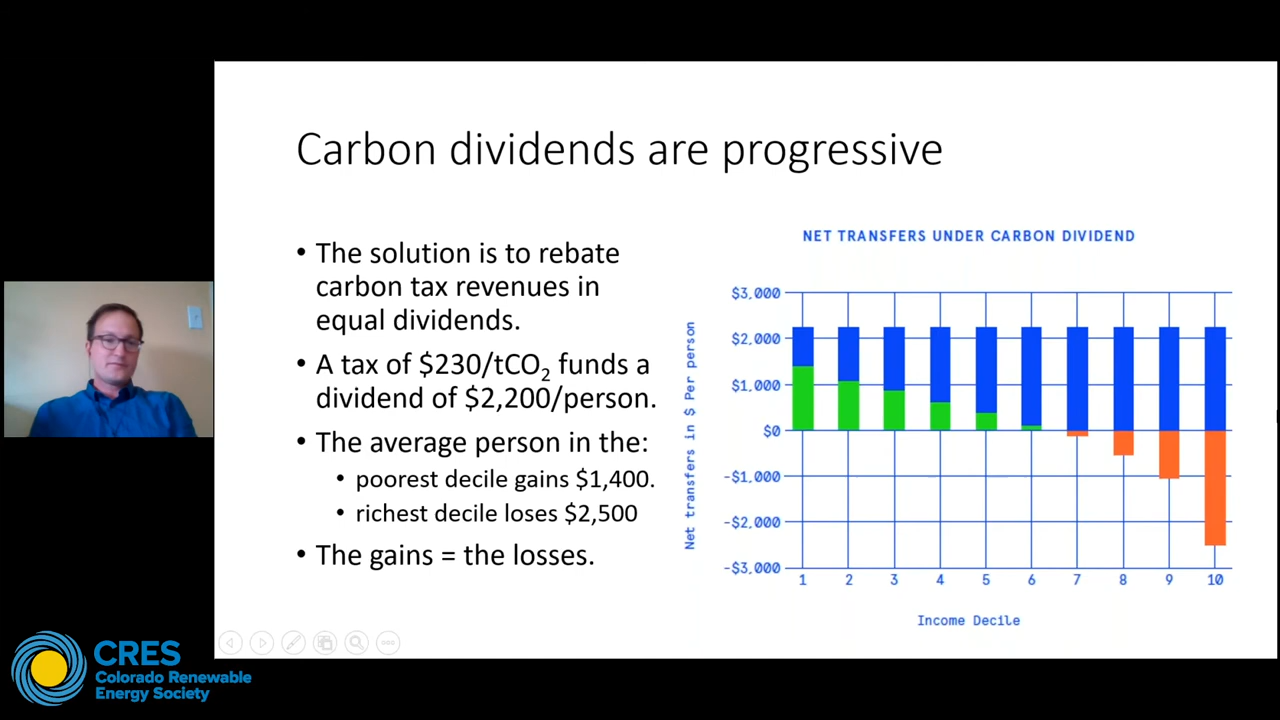 Carbon dividends are progressive
• The solution is to rebate
carbon tax revenues in
equal dividends.
• A tax of $230/tCO₂ funds a
dividend of $2,200/person.
• The average person in the:
• poorest decile gains $1,400.
• richest decile loses $2,500
• The gains = the losses.
NET TRANSFERS UNDER CARBON DIVIDEND
Net transfers in $ Per person
$3,000
$2,000
$1,000
$0
-$1,000
-$2,000
-$3,000
1 2 3 4 5 6 7 8 9 10
Income Decile
CRES
Colorado Renewable
Energy Society